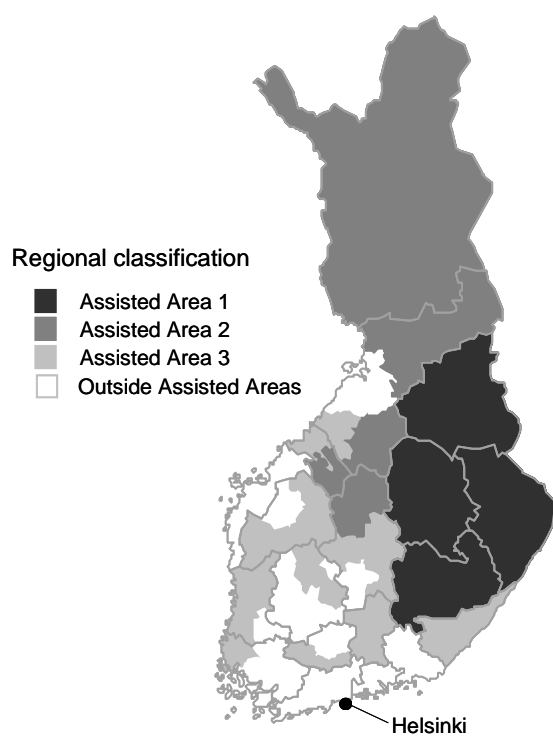 Regional classification
Assisted Area 1
Assisted Area 2
Assisted Area 3
Outside Assisted Areas
Helsinki